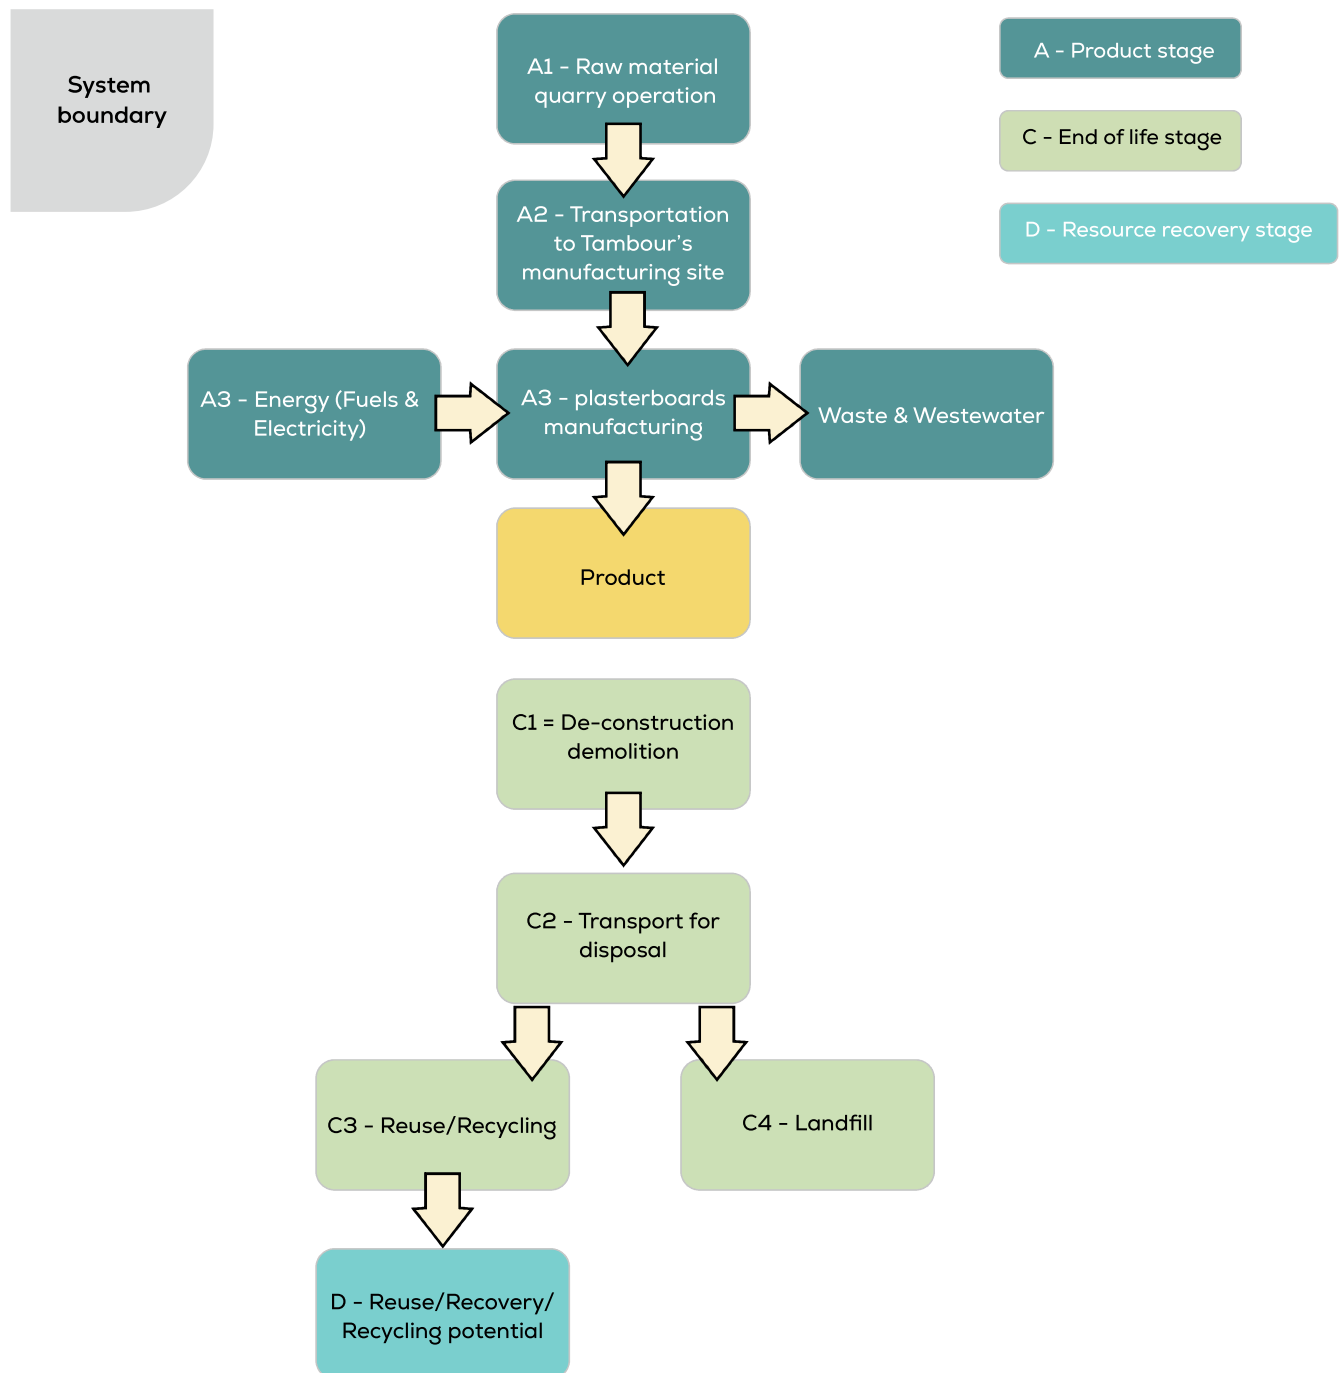 System
boundary
A1 - Raw material
quarry operation
A - Product stage
C - End of life stage
D - Resource recovery stage
A2 - Transportation
to Tambour's
manufacturing site
A3 - Energy (Fuels &
Electricity)
A3 - plasterboards
manufacturing
Waste & Westewater
Product
C1 = De-construction
demolition
C2 - Transport for
disposal
C3 - Reuse/Recycling
C4 - Landfill
D - Reuse/Recovery/
Recycling potential